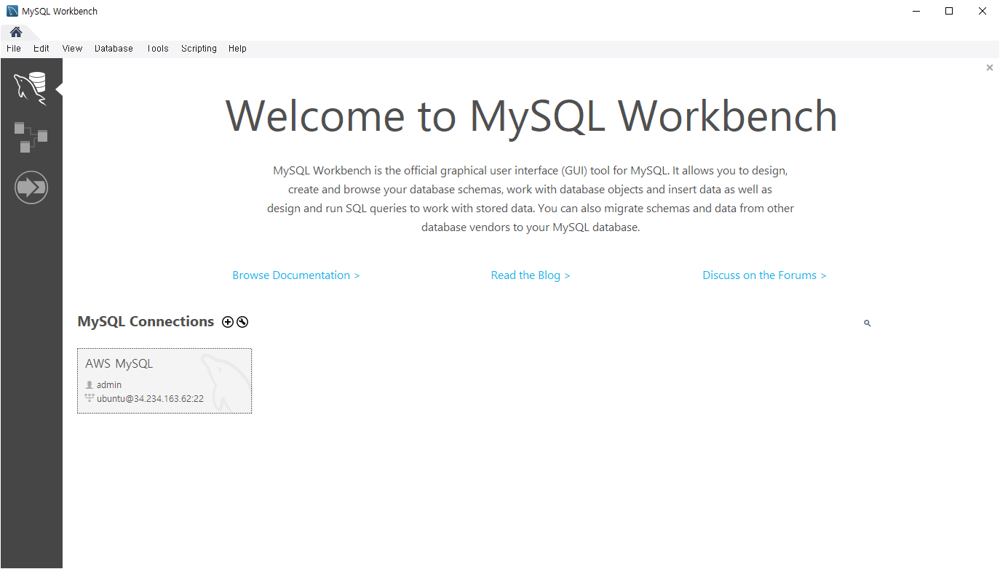 MySQL Workbench
File Edit View Database Tools Scripting Help
Welcome to MySQL Workbench
MySQL Workbench is the official graphical user interface (GUI) tool for MySQL. It allows you to design,
create and browse your database schemas, work with database objects and insert data as well as
design and run SQL queries to work with stored data. You can also migrate schemas and data from other
database vendors to your MySQL database.
Browse Documentation > Read the Blog > Discuss on the Forums >
MySQL Connections
AWS MySQL
admin
ubuntu@34.234.163.62:22